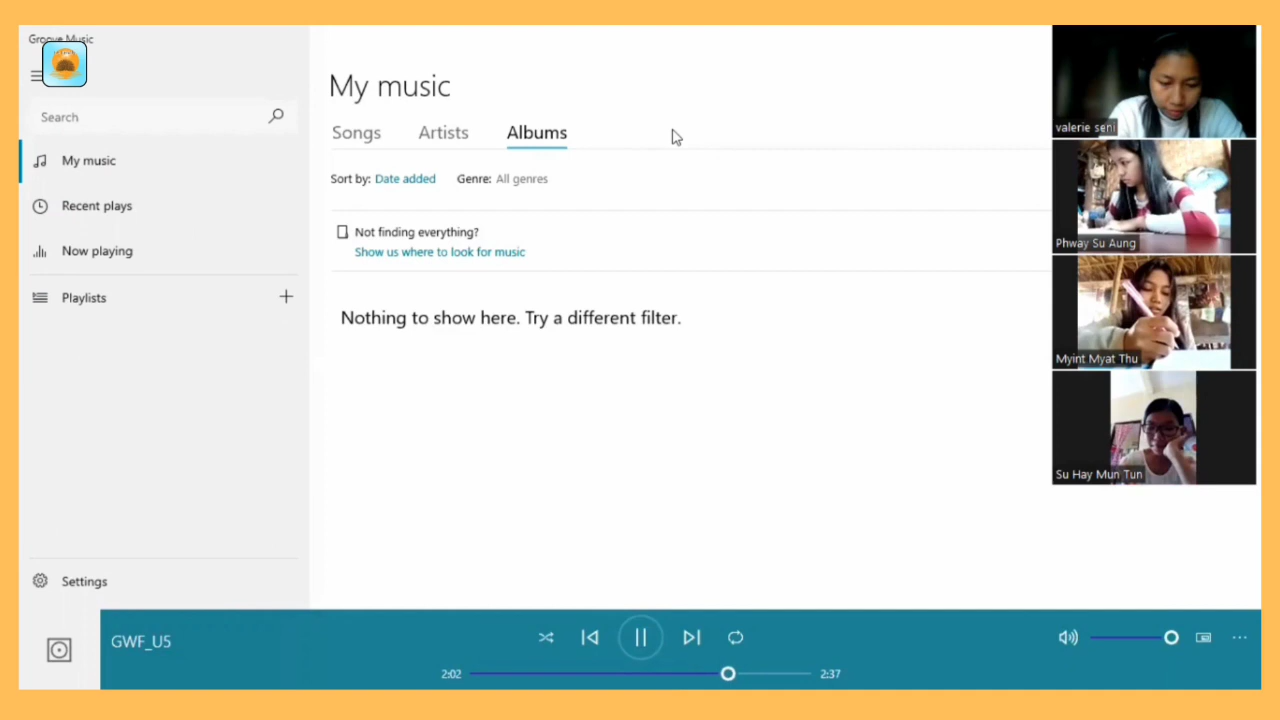 Groove Music
Search
My music
Recent plays
Now playing
Playlists
Settings
My music
Songs Artists Albums
Sort by: Date added Genre: All genres
Not finding everything?
Show us where to look for music
Nothing to show here. Try a different filter.
valerie seni
Phway Su Aung
Myint Myat Thu
Su Hay Mun Tun
GWF_U5
2:02 2:37